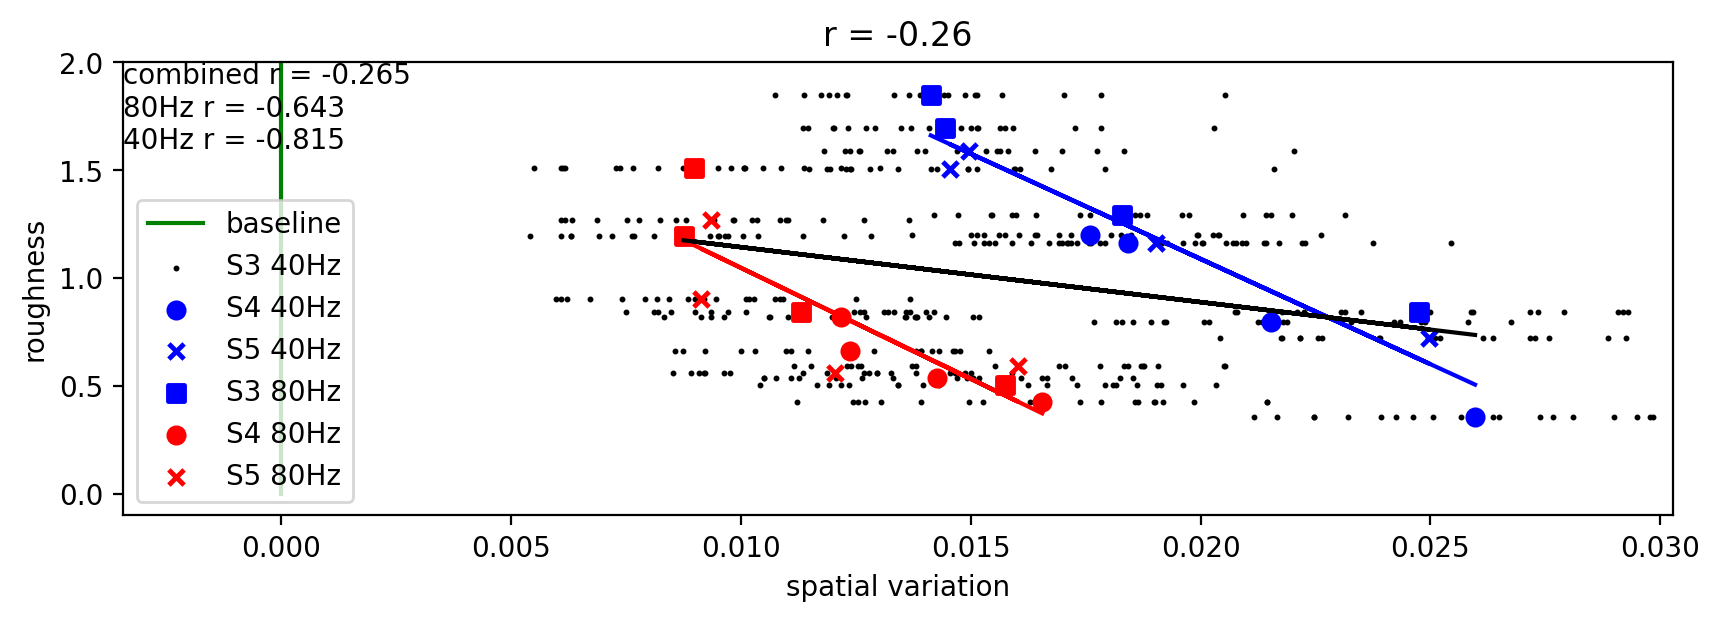 r = -0.26
combined r = -0.265
80Hz r = -0.643
40Hz r = -0.815
baseline
S3 40Hz
S4 40Hz
S5 40Hz
S3 80Hz
S4 80Hz
S5 80Hz
roughness
2.0
1.5
1.0
0.5
0.0
0.000 0.005 0.010 0.015 0.020 0.025 0.030
spatial variation